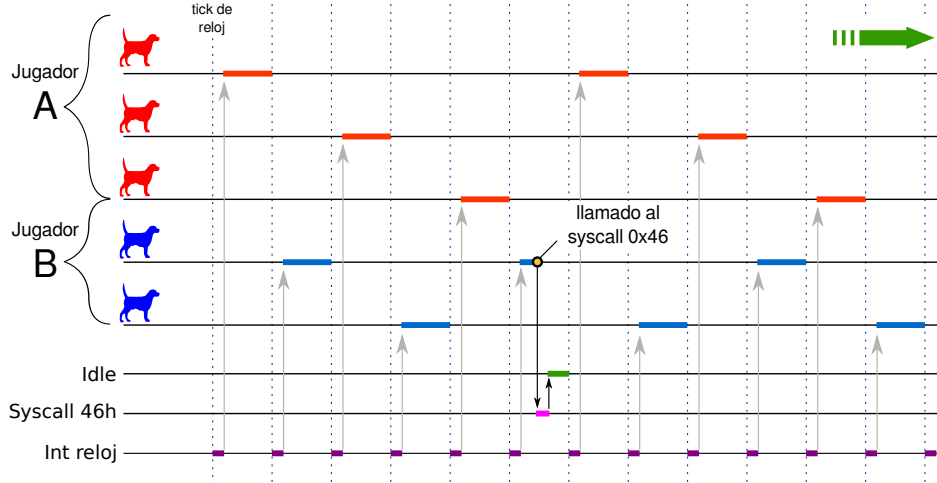 tick de
reloj
Jugador
A
Jugador
B
llamado al
syscall 0x46
Idle
Syscall 46h
Int reloj